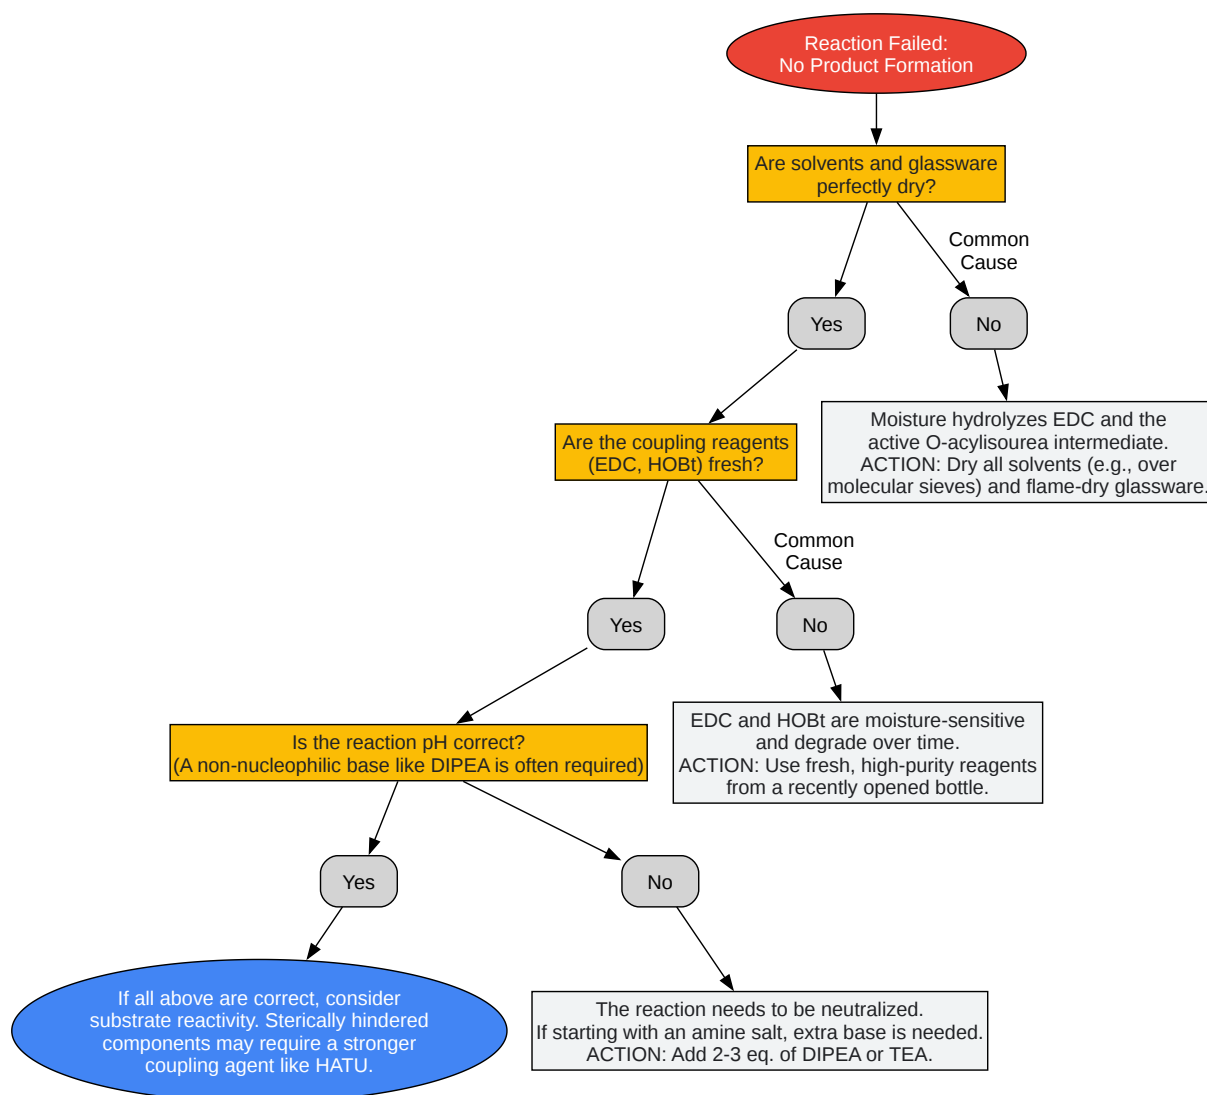 Reaction Failed:
No Product Formation
Are solvents and glassware
perfectly dry?
Common
Cause
Yes
No
Moisture hydrolyzes EDC and the
active O-acylisourea intermediate.
ACTION: Dry all solvents (e.g., over
molecular sieves) and flame-dry glassware.
Are the coupling reagents
(EDC, HOBt) fresh?
Common
Cause
Yes
No
EDC and HOBt are moisture-sensitive
and degrade over time.
ACTION: Use fresh, high-purity reagents
from a recently opened bottle.
Is the reaction pH correct?
(A non-nucleophilic base like DIPEA is often required)
Yes
No
If all above are correct, consider
substrate reactivity. Sterically hindered
components may require a stronger
coupling agent like HATU.
The reaction needs to be neutralized.
If starting with an amine salt, extra base is needed.
ACTION: Add 2-3 eq. of DIPEA or TEA.